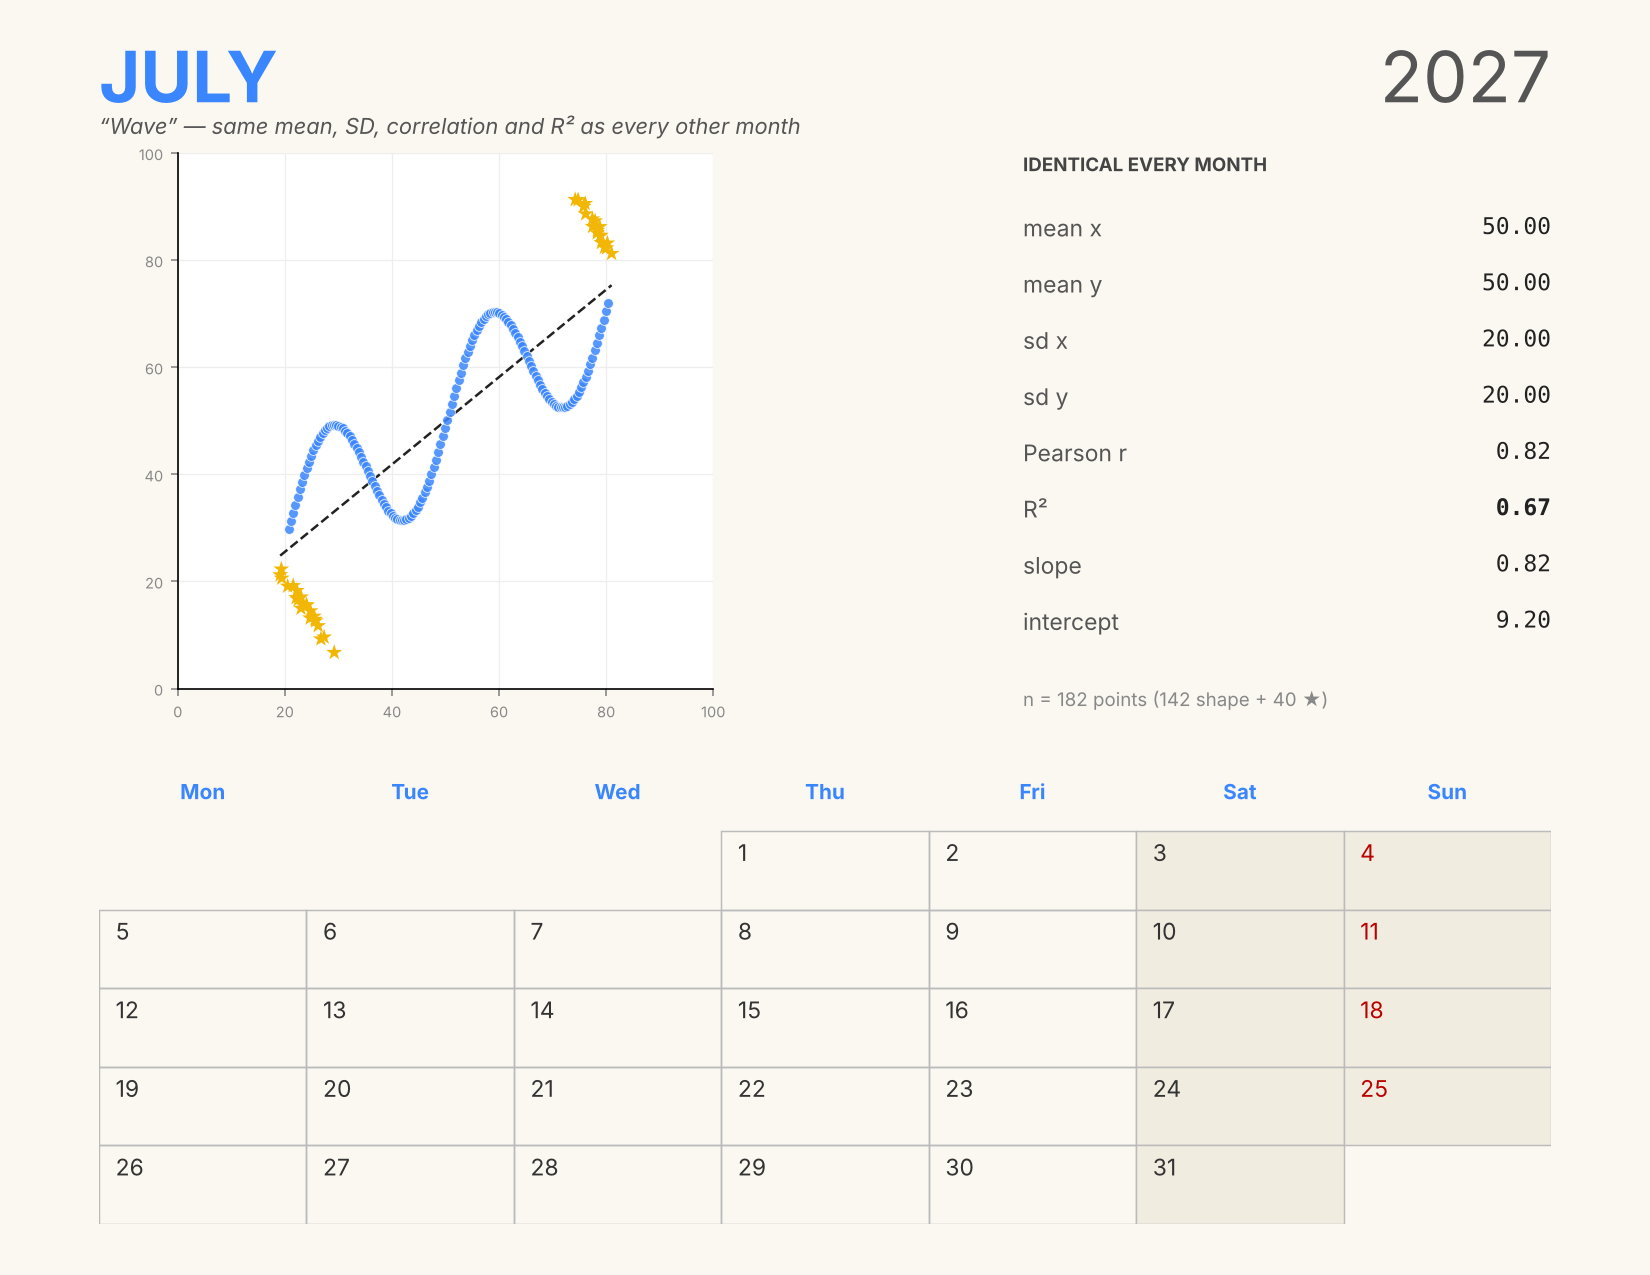 JULY 2027
“Wave” — same mean, SD, correlation and R² as every other month
100
80
60
40
20
0
0 20 40 60 80 100
IDENTICAL EVERY MONTH
mean x 50.00
mean y 50.00
sd x 20.00
sd y 20.00
Pearson r 0.82
R² 0.67
slope 0.82
intercept 9.20
n = 182 points (142 shape + 40 ★)
Mon Tue Wed Thu Fri Sat Sun
1 2 3 4
5 6 7 8 9 10 11
12 13 14 15 16 17 18
19 20 21 22 23 24 25
26 27 28 29 30 31